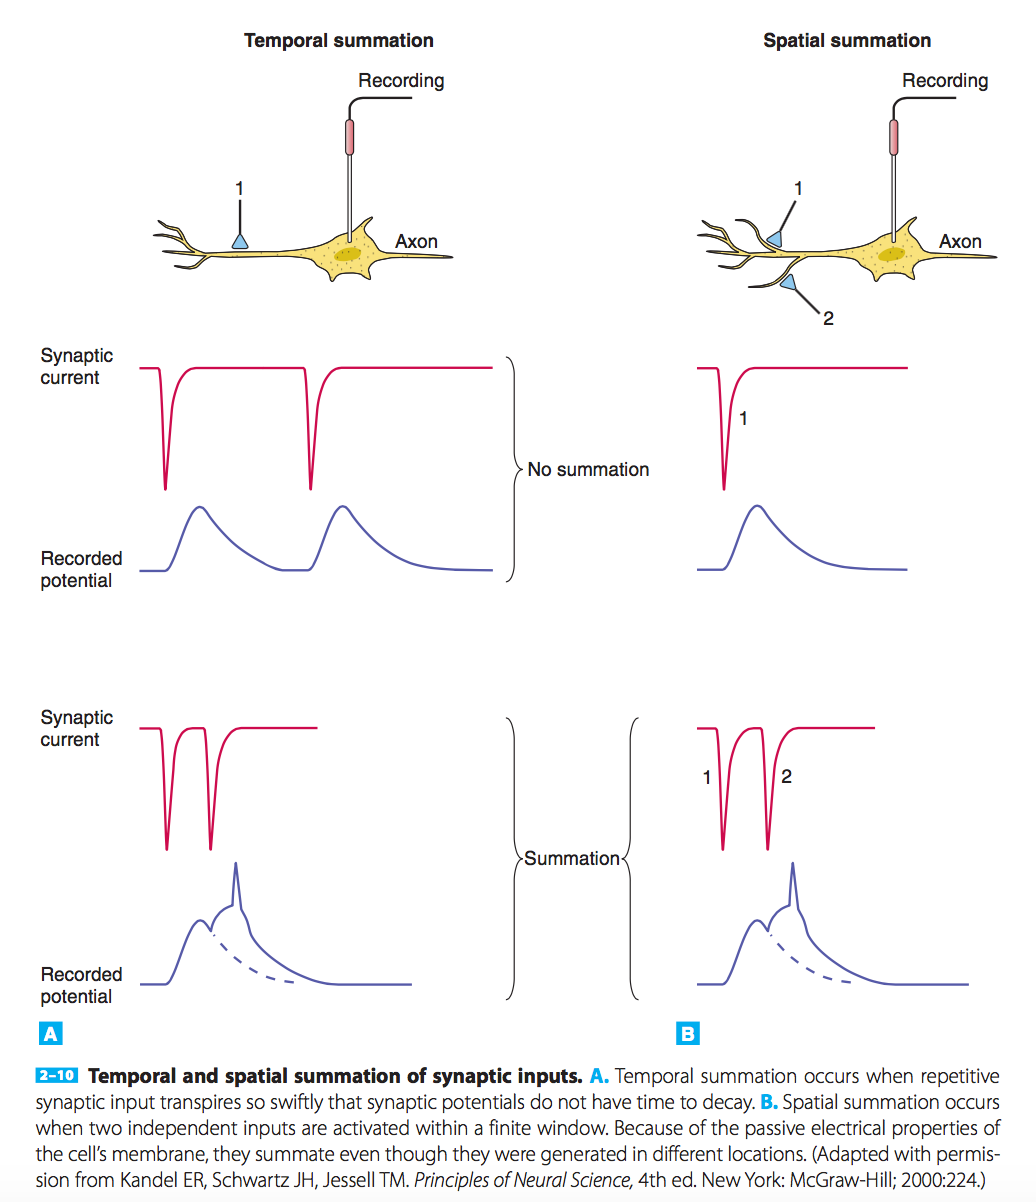 Temporal summation
Spatial summation
Recording
Recording
1
1
Axon
Axon
2
Synaptic
current
1
No summation
Recorded
potential
Synaptic
current
1
2
Summation
Recorded
potential
A
B
2–10 Temporal and spatial summation of synaptic inputs. A. Temporal summation occurs when repetitive
synaptic input transpires so swiftly that synaptic potentials do not have time to decay. B. Spatial summation occurs
when two independent inputs are activated within a finite window. Because of the passive electrical properties of
the cell's membrane, they summate even though they were generated in different locations. (Adapted with permis-
sion from Kandel ER, Schwartz JH, Jessell TM. Principles of Neural Science, 4th ed. New York: McGraw-Hill; 2000:224.)